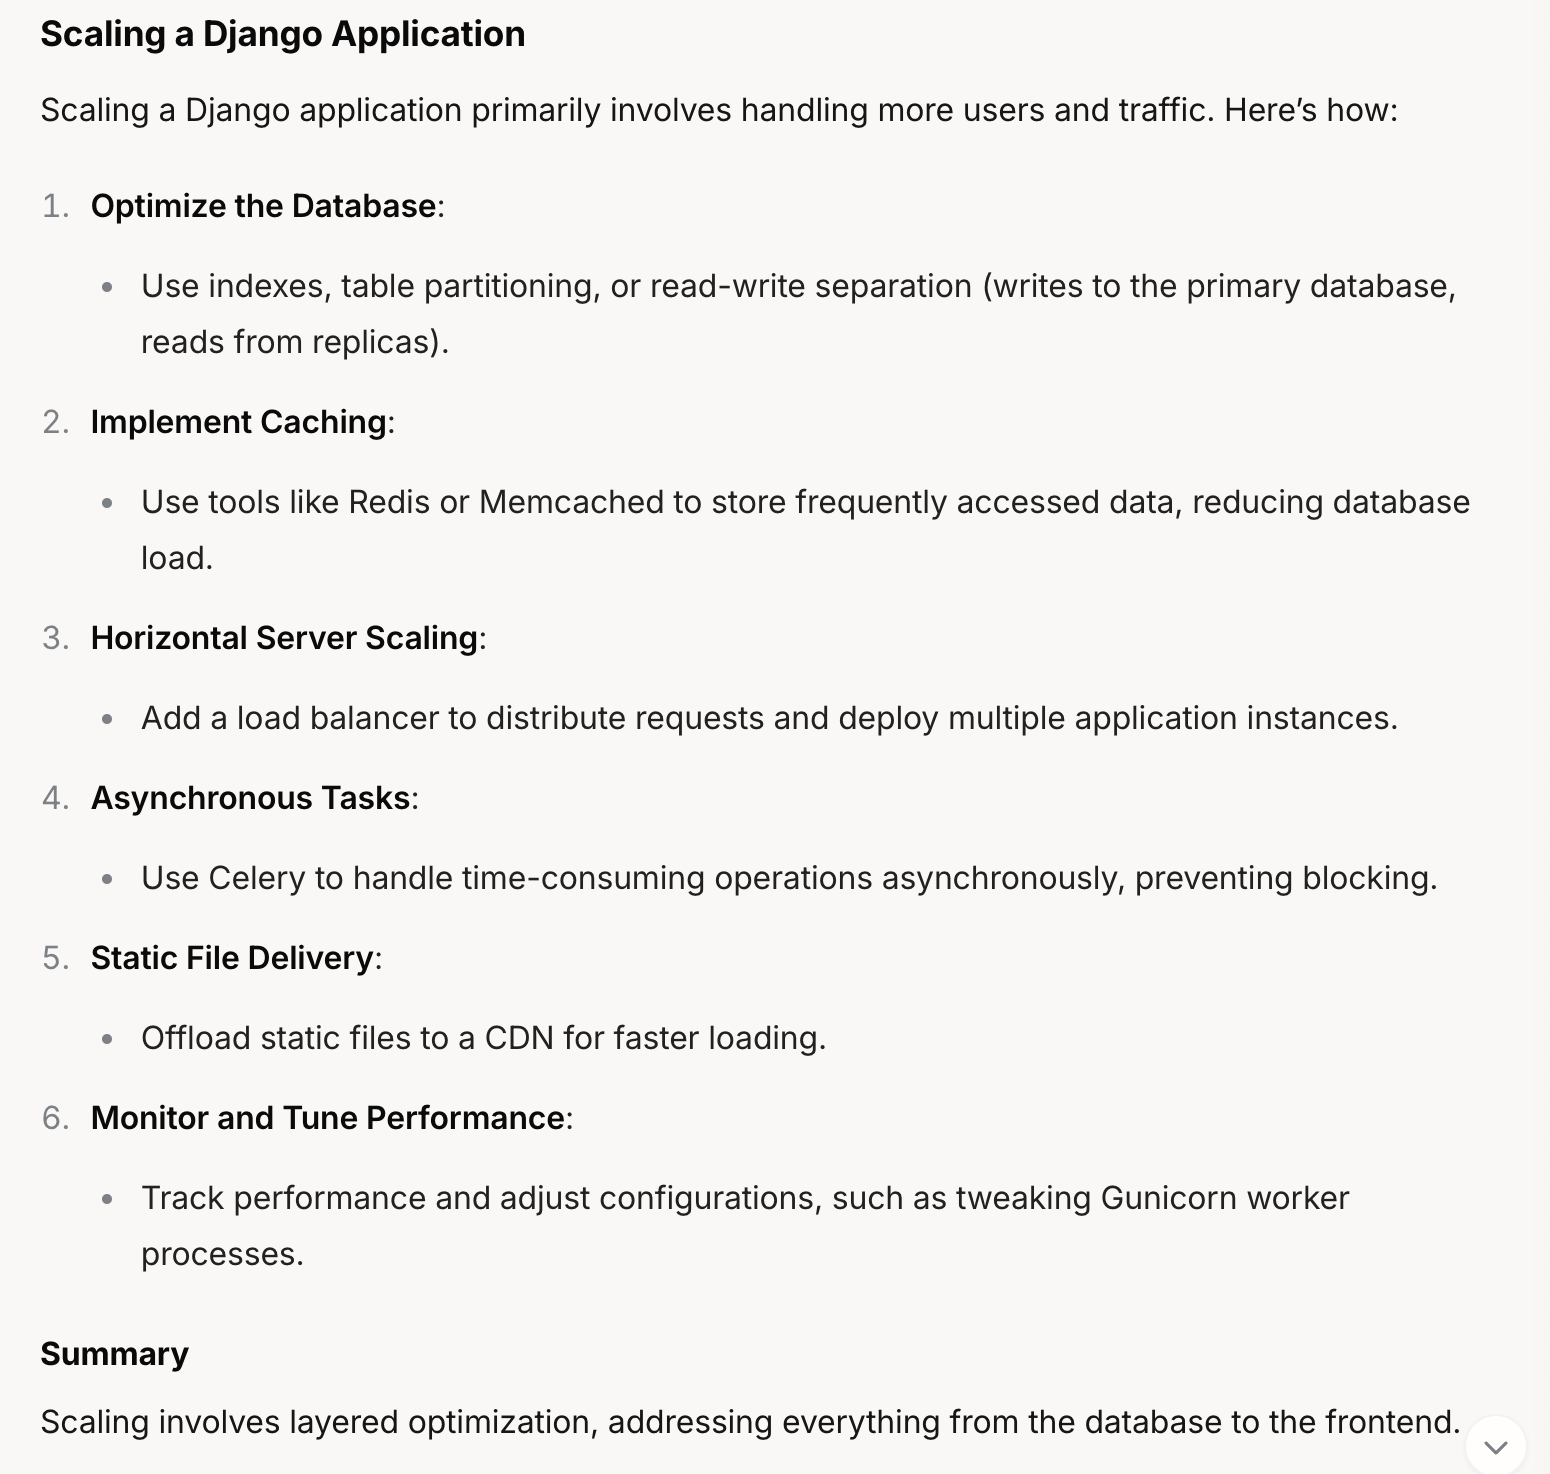 Scaling a Django Application
Scaling a Django application primarily involves handling more users and traffic. Here’s how:
1. Optimize the Database:
• Use indexes, table partitioning, or read-write separation (writes to the primary database,
reads from replicas).
2. Implement Caching:
• Use tools like Redis or Memcached to store frequently accessed data, reducing database
load.
3. Horizontal Server Scaling:
• Add a load balancer to distribute requests and deploy multiple application instances.
4. Asynchronous Tasks:
• Use Celery to handle time-consuming operations asynchronously, preventing blocking.
5. Static File Delivery:
• Offload static files to a CDN for faster loading.
6. Monitor and Tune Performance:
• Track performance and adjust configurations, such as tweaking Gunicorn worker
processes.
Summary
Scaling involves layered optimization, addressing everything from the database to the frontend.